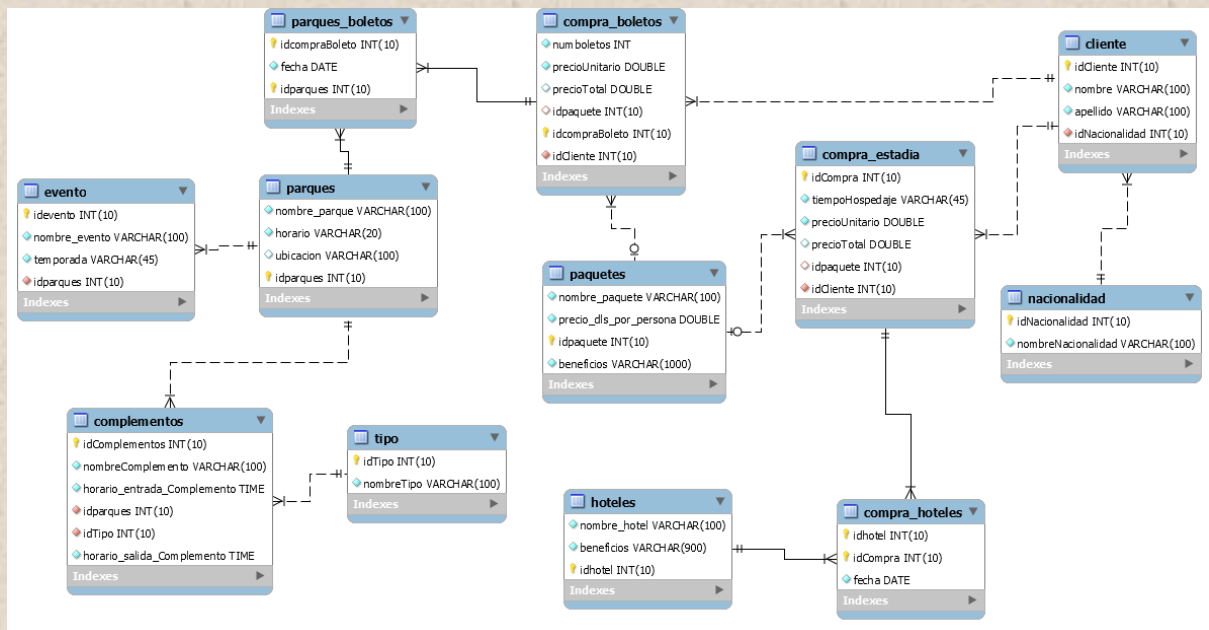 parques_boletos
idcompraBoleto INT(10)
fecha DATE
idparques INT(10)
Indexes
compra_boletos
numboletos INT
precioUnitario DOUBLE
precioTotal DOUBLE
idpaquete INT(10)
idcompraBoleto INT(10)
idCliente INT(10)
Indexes
cliente
idCliente INT(10)
nombre VARCHAR(100)
apellido VARCHAR(100)
idNacionalidad INT(10)
Indexes
evento
idevento INT(10)
nombre_evento VARCHAR(100)
temporada VARCHAR(45)
idparques INT(10)
Indexes
parques
nombre_parque VARCHAR(100)
horario VARCHAR(20)
ubicacion VARCHAR(100)
idparques INT(10)
Indexes
compra_estadia
idCompra INT(10)
tiempoHospedaje VARCHAR(45)
precioUnitario DOUBLE
precioTotal DOUBLE
idpaquete INT(10)
idCliente INT(10)
Indexes
paquetes
nombre_paquete VARCHAR(100)
precio_dls_por_persona DOUBLE
idpaquete INT(10)
beneficios VARCHAR(1000)
Indexes
nacionalidad
idNacionalidad INT(10)
nombreNacionalidad VARCHAR(100)
Indexes
complementos
idComplementos INT(10)
nombreComplemento VARCHAR(100)
horario_entrada_Complemento TIME
idparques INT(10)
idTipo INT(10)
horario_salida_Complemento TIME
Indexes
tipo
idTipo INT(10)
nombreTipo VARCHAR(100)
Indexes
hoteles
nombre_hotel VARCHAR(100)
beneficios VARCHAR(900)
idhotel INT(10)
Indexes
compra_hoteles
idhotel INT(10)
idCompra INT(10)
fecha DATE
Indexes